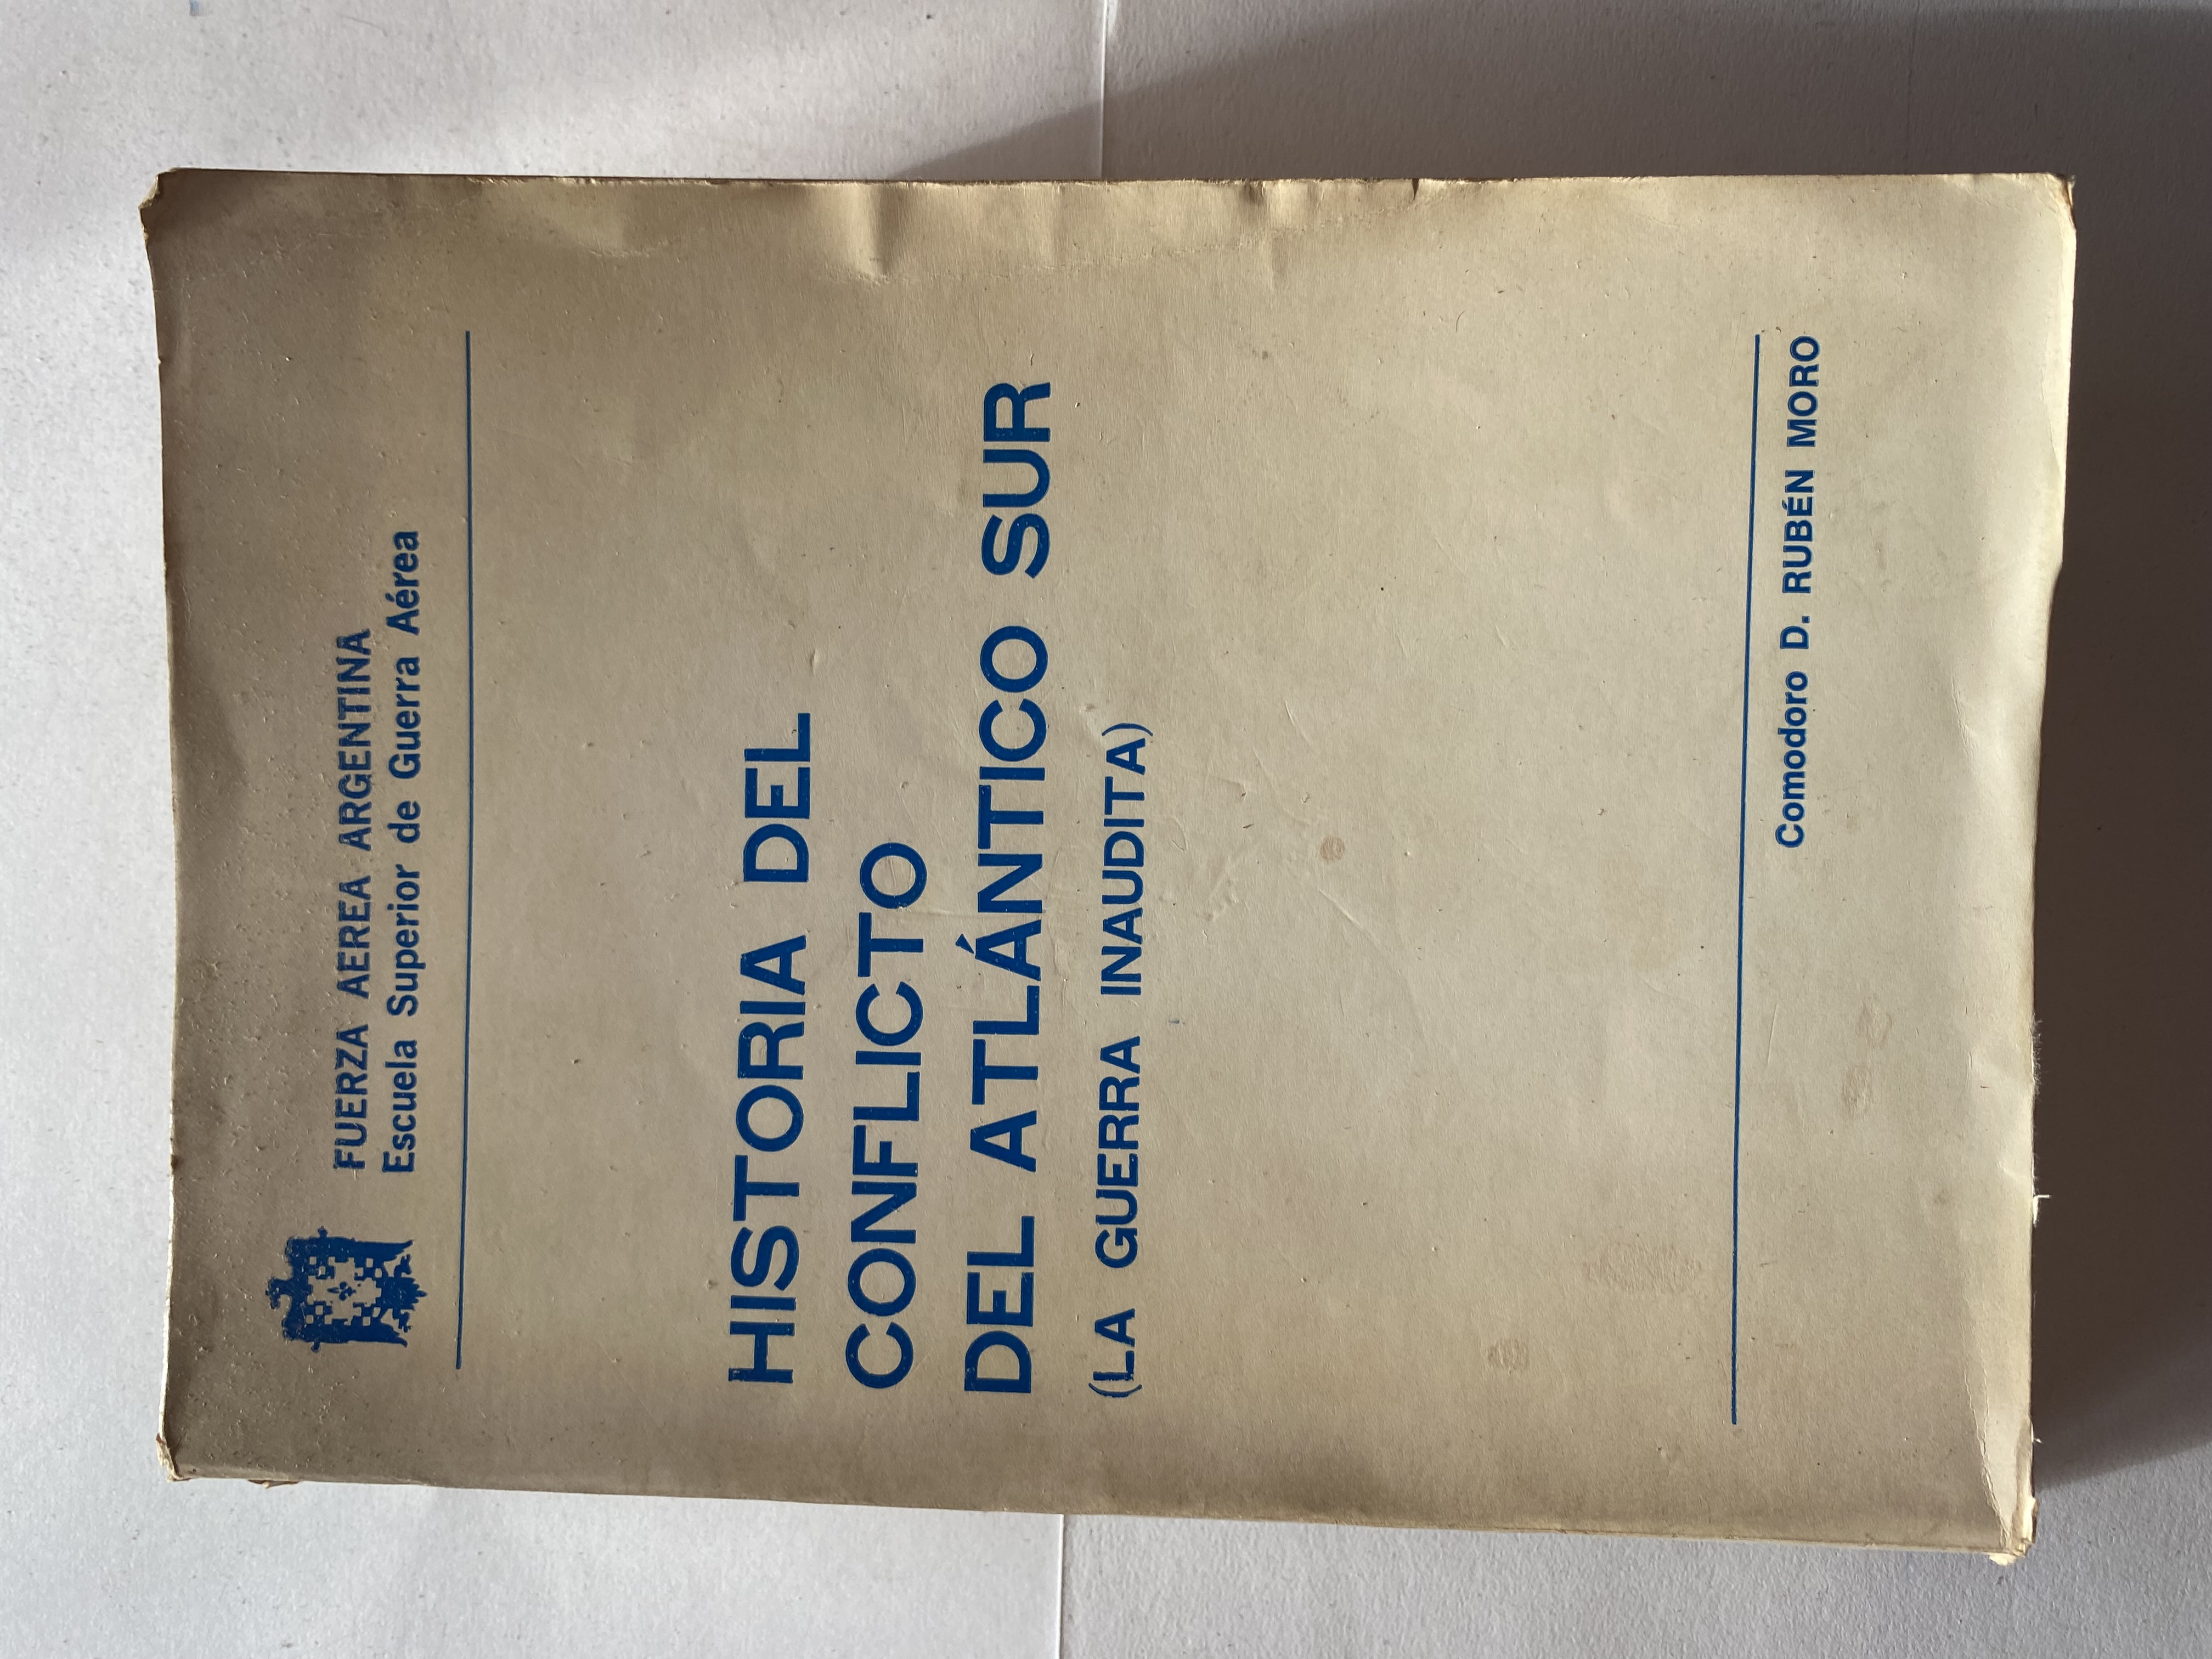 FUERZA AEREA ARGENTINA
Escuela Superior de Guerra Aérea
HISTORIA DEL
CONFLICTO
DEL ATLÁNTICO SUR
(LA GUERRA INAUDITA)
Comodoro D. RUBÉN MORO